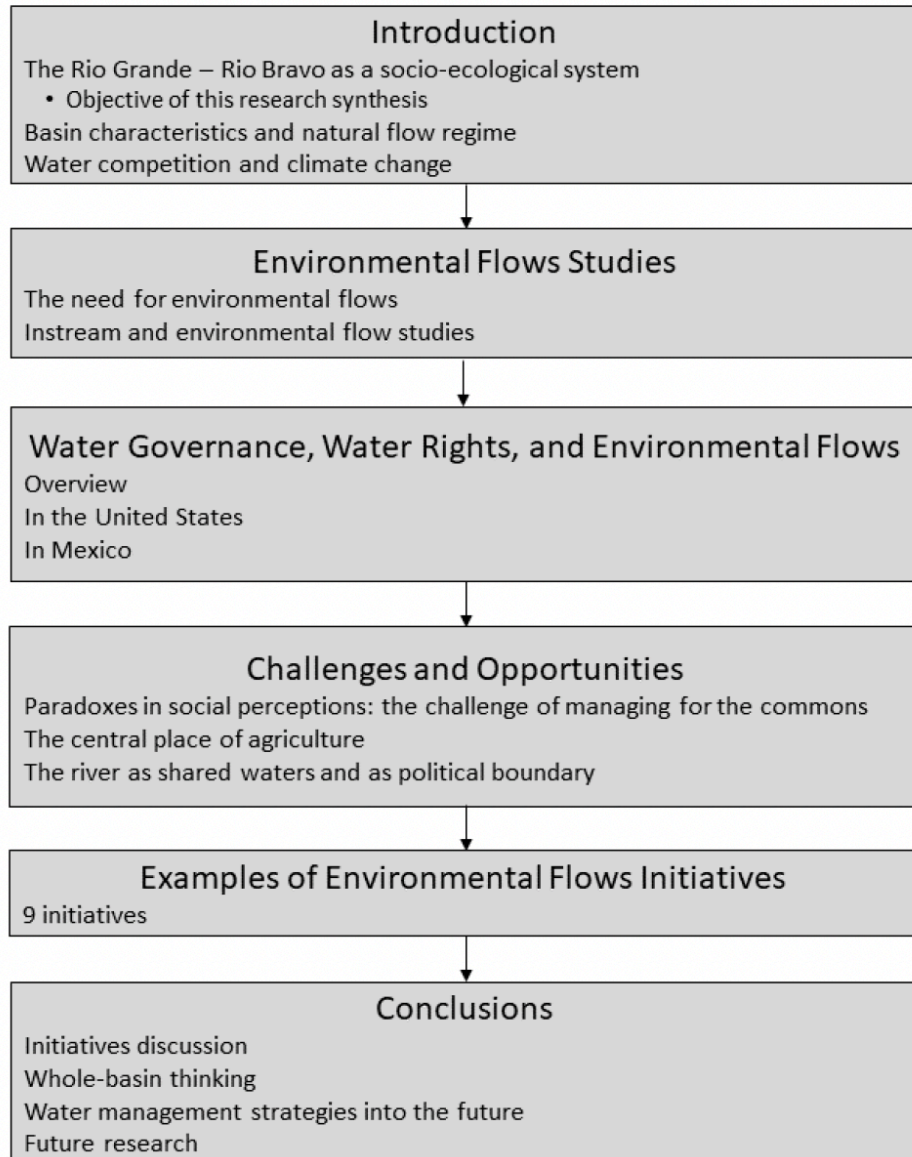 Introduction
The Rio Grande – Rio Bravo as a socio-ecological system
• Objective of this research synthesis
Basin characteristics and natural flow regime
Water competition and climate change
Environmental Flows Studies
The need for environmental flows
Instream and environmental flow studies
Water Governance, Water Rights, and Environmental Flows
Overview
In the United States
In Mexico
Challenges and Opportunities
Paradoxes in social perceptions: the challenge of managing for the commons
The central place of agriculture
The river as shared waters and as political boundary
Examples of Environmental Flows Initiatives
9 initiatives
Conclusions
Initiatives discussion
Whole-basin thinking
Water management strategies into the future
Future research